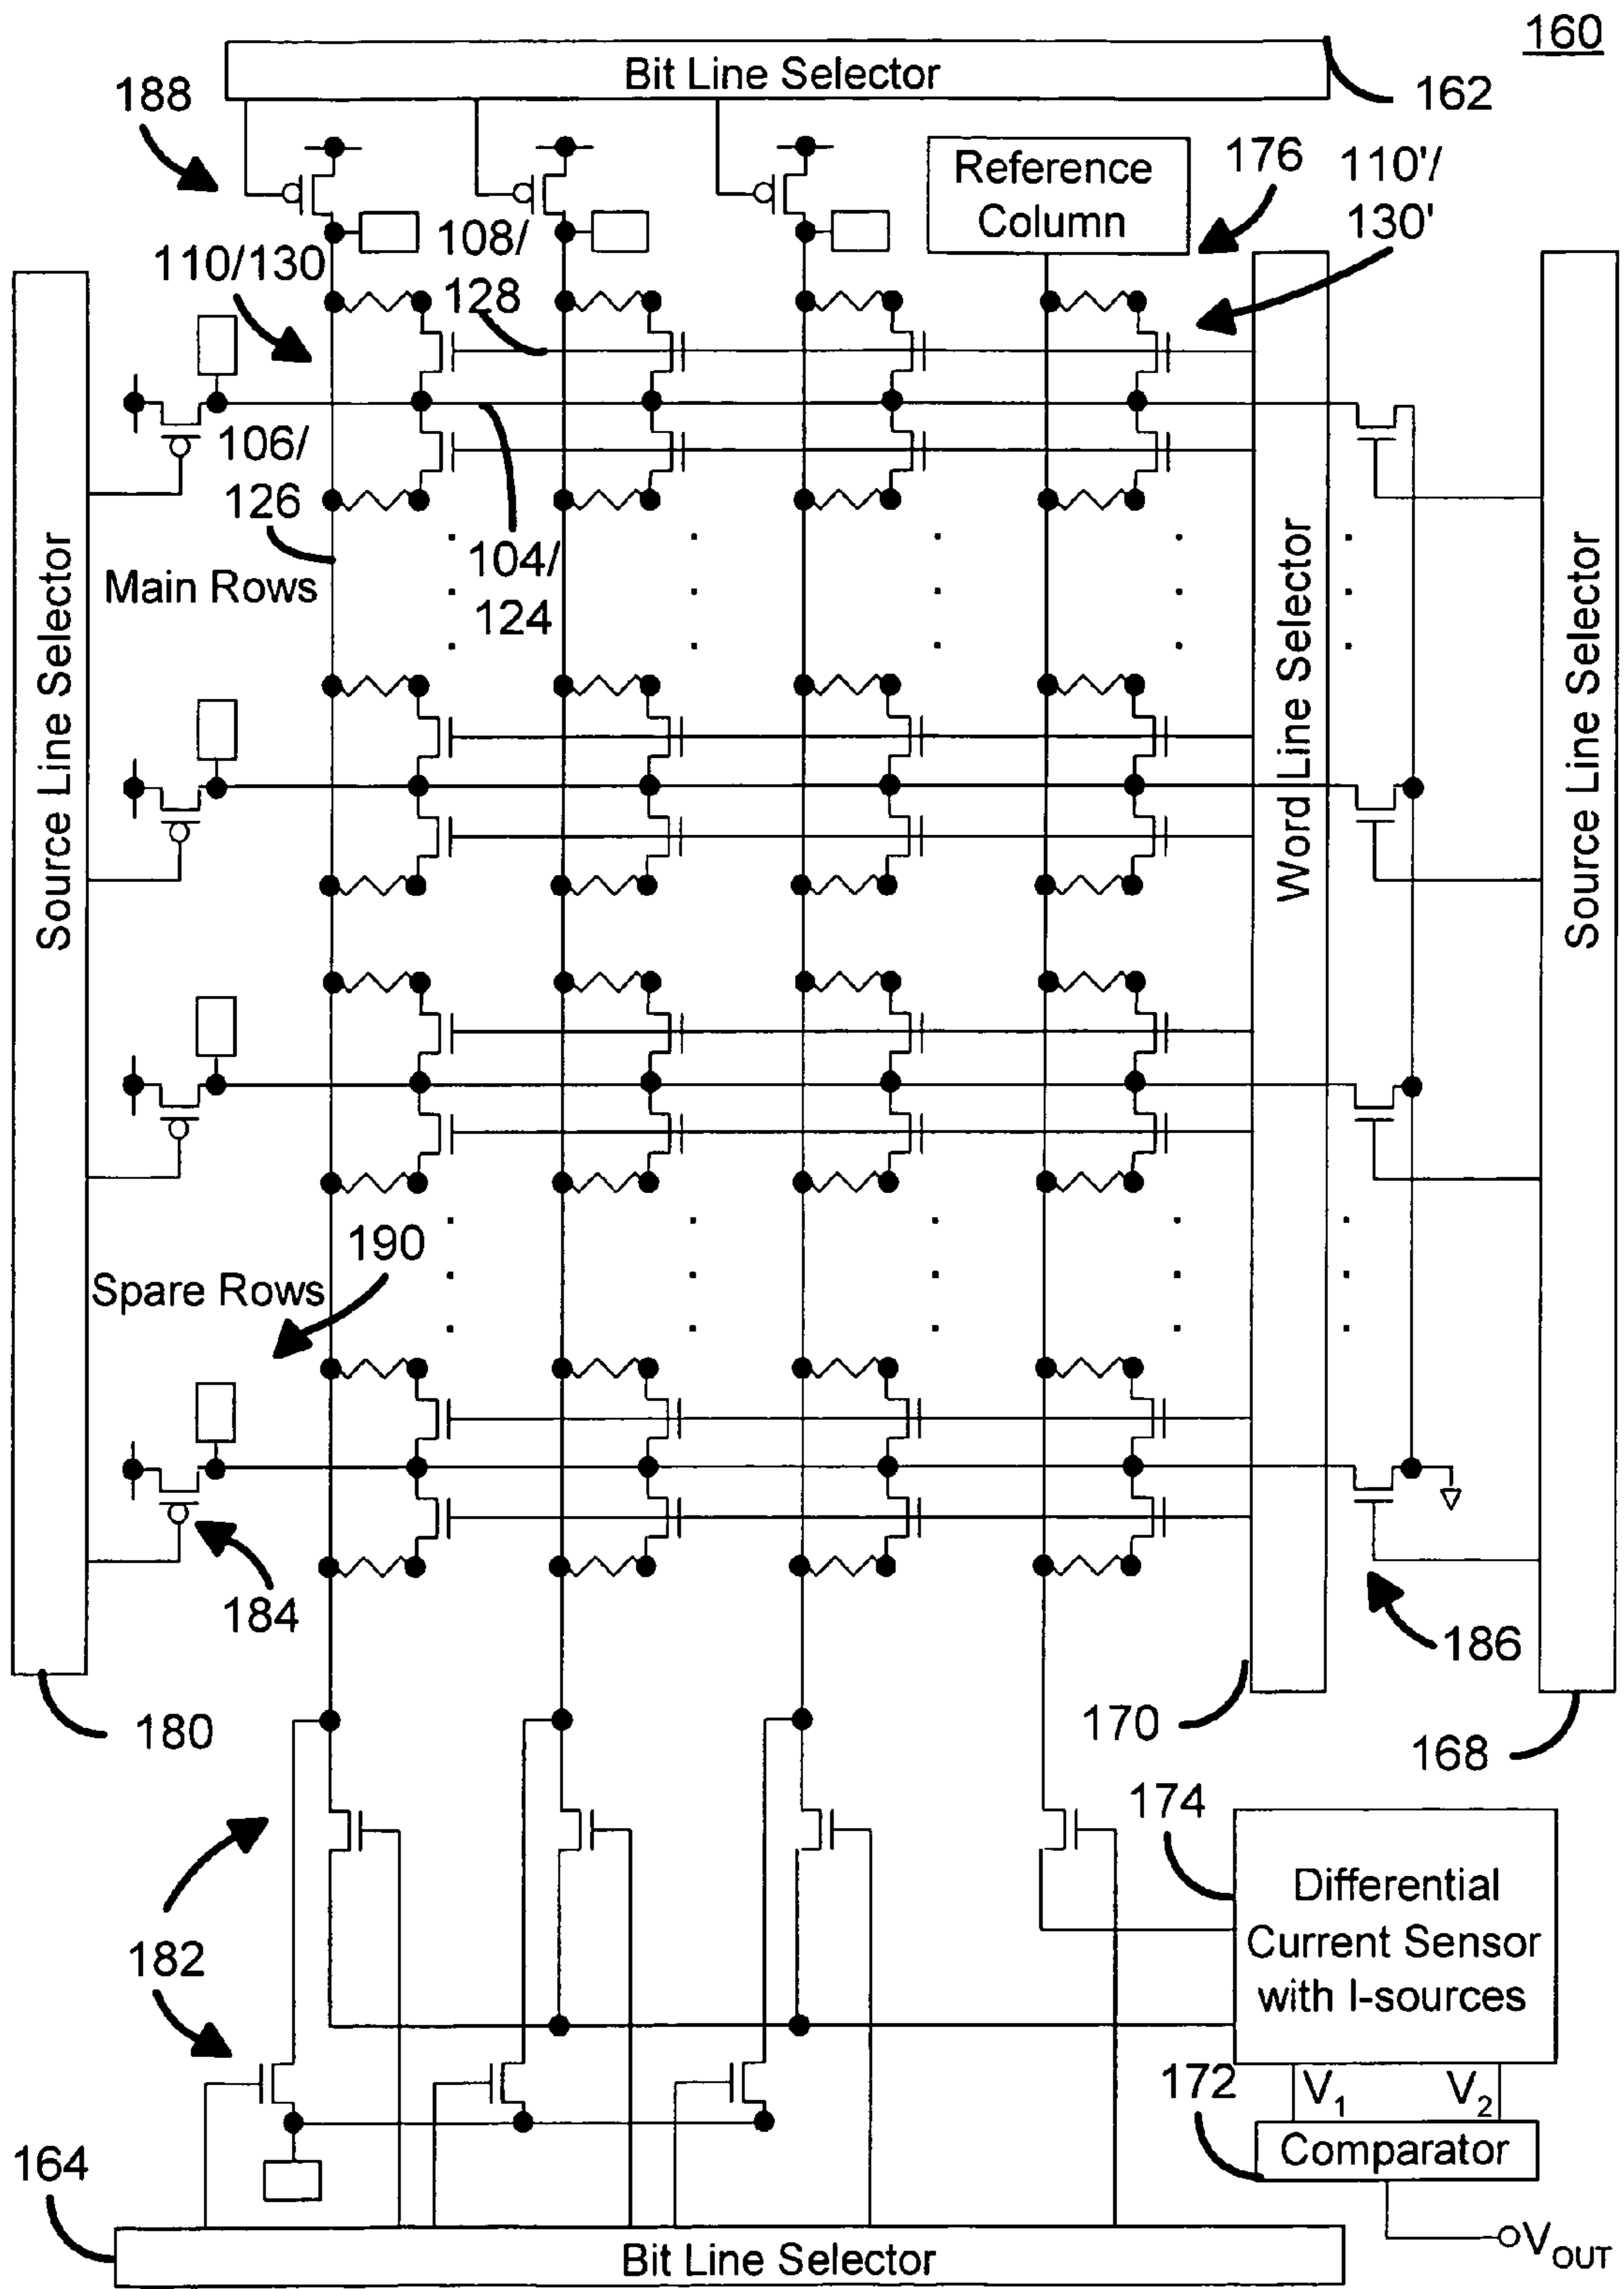 160
Bit Line Selector
162
188
Reference
Column
176
110'/
130'
108/
128
110/130
106/
126
104/
124
Source Line Selector
Main Rows
Word Line Selector
Source Line Selector
190
Spare Rows
184
186
180
170
168
174
Differential
Current Sensor
with I-sources
182
172
V1
V2
Comparator
164
Bit Line Selector
VOUT